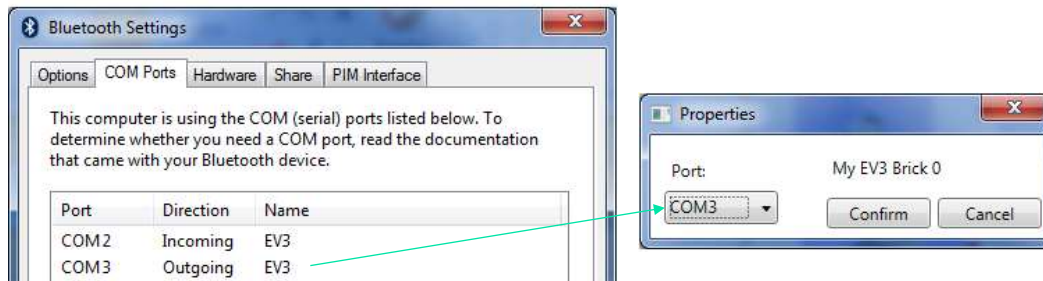 Bluetooth Settings
Options COM Ports Hardware Share PIM Interface
This computer is using the COM (serial) ports listed below. To
determine whether you need a COM port, read the documentation
that came with your Bluetooth device.
Port Direction Name
COM2 Incoming EV3
COM3 Outgoing EV3
Properties
Port: My EV3 Brick 0
COM3 Confirm Cancel